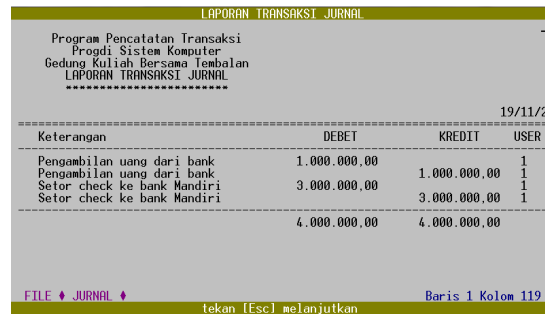 LAPORAN TRANSAKSI JURNAL
Program Pencatatan Transaksi
Progdi Sistem Komputer
Gedung Kuliah Bersama Tembalan
LAPORAN TRANSAKSI JURNAL
************************
19/11/2
Keterangan DEBET KREDIT USER
Pengambilan uang dari bank 1.000.000,00 1
Pengambilan uang dari bank 1.000.000,00 1
Setor check ke bank Mandiri 3.000.000,00 1
Setor check ke bank Mandiri 3.000.000,00 1
4.000.000,00 4.000.000,00
FILE ♦ JURNAL ♦ Baris 1 Kolom 119
tekan [Esc] melanjutkan